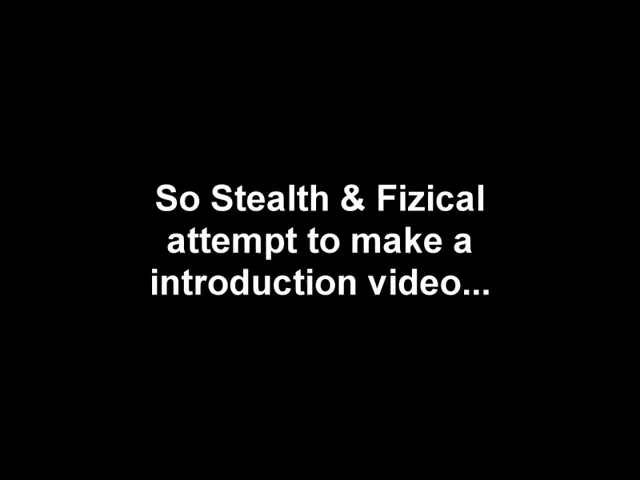 So Stealth & Fizical
attempt to make a
introduction video...